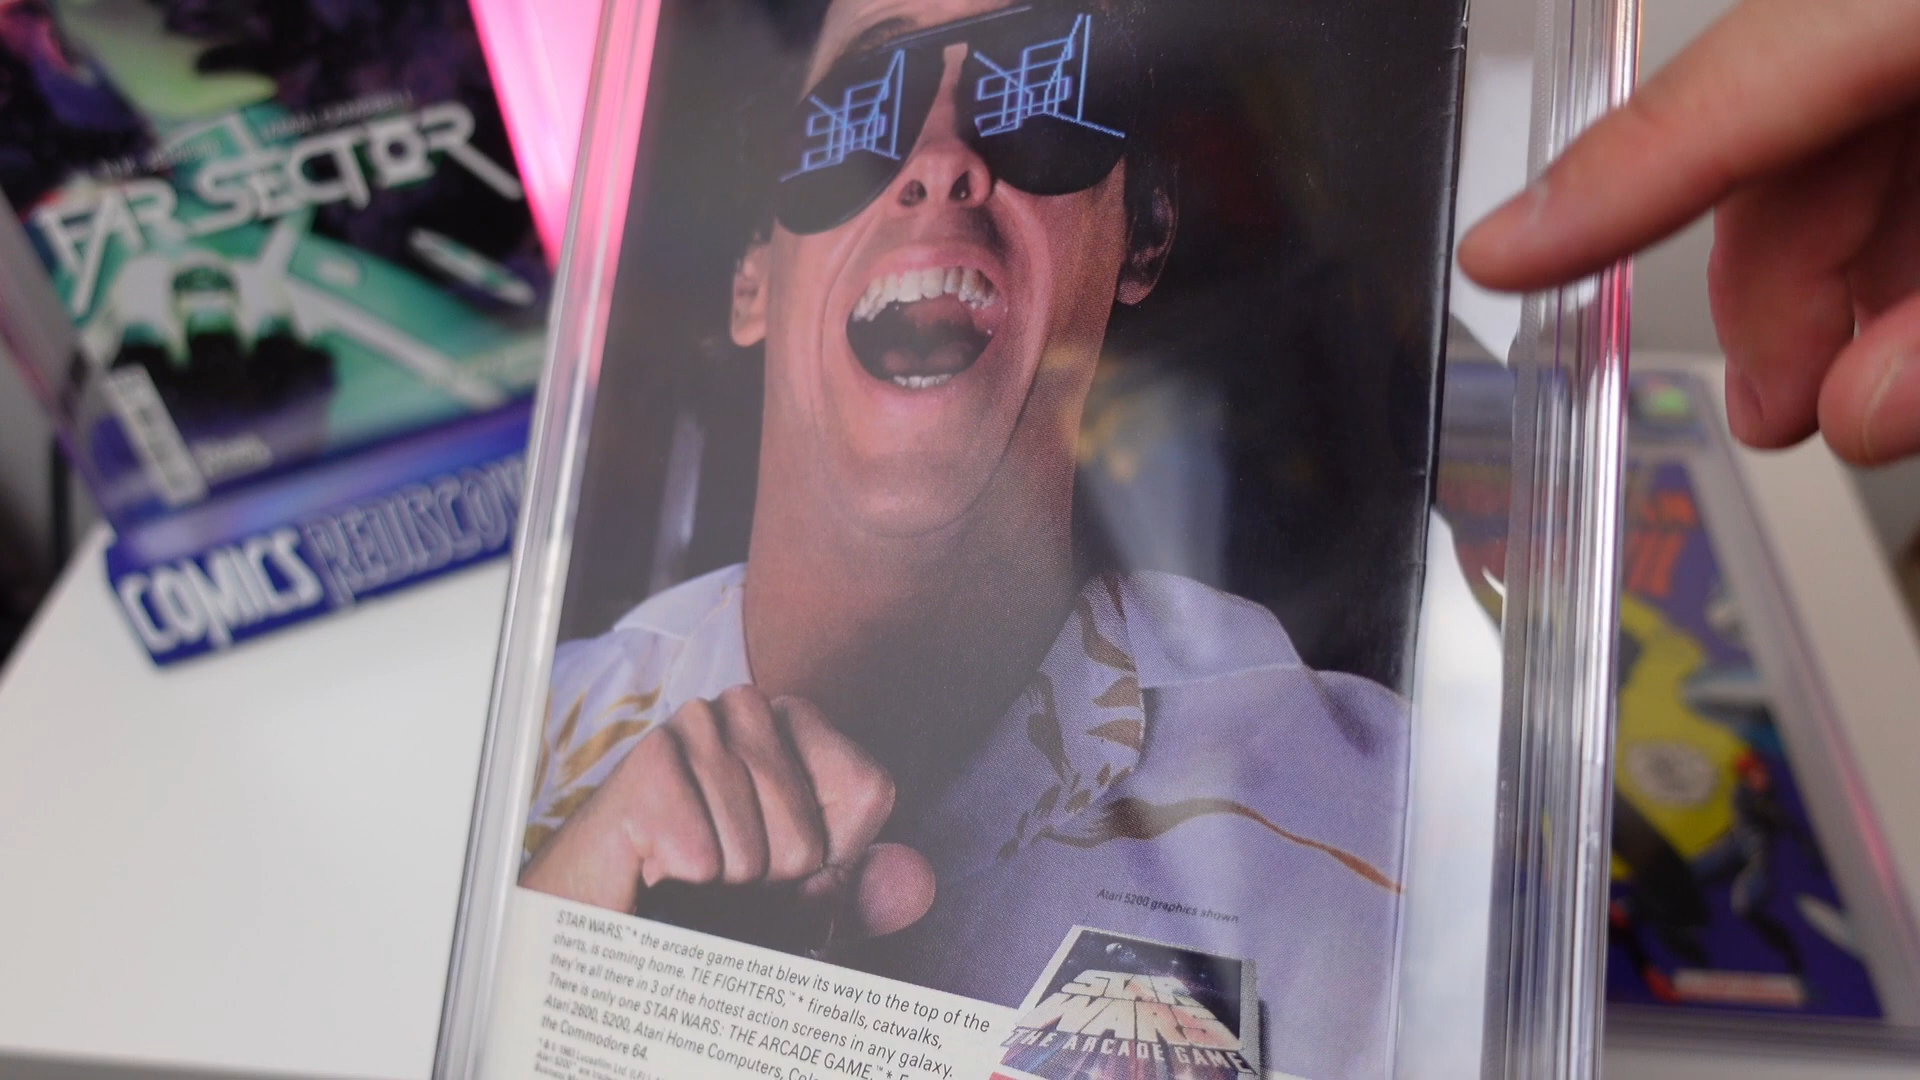 FAR SECTOR
COMICS REDISCOV
Atari 5200 graphics shown
STAR WARS,™* the arcade game that blew its way to the top of the
charts, is coming home. TIE FIGHTERS,™* fireballs, catwalks,
they're all there in 3 of the hottest action screens in any galaxy.
There is only one STAR WARS: THE ARCADE GAME.™* F
Atari 2600, 5200, Atari Home Computers, Cole
the Commodore 64.
STAR
WARS
THE ARCADE GAME